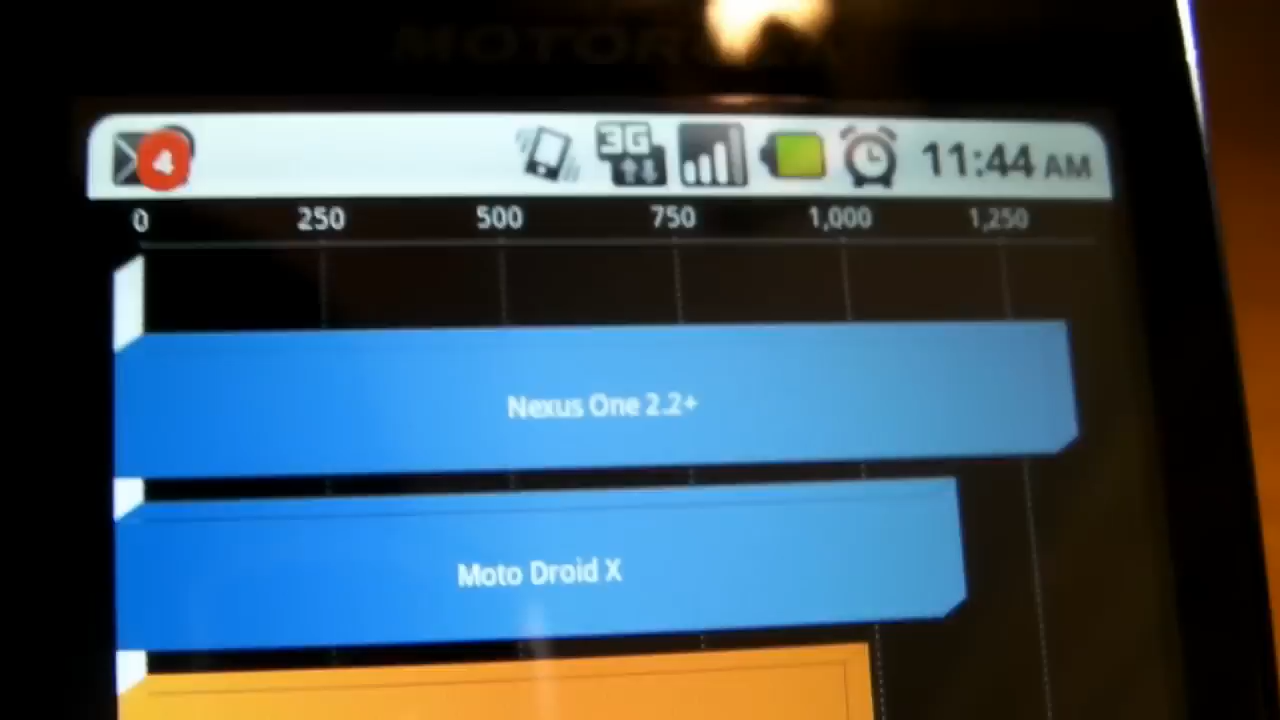 MOTOROLA
4
3G
11:44 AM
0 250 500 750 1,000 1,250
Nexus One 2.2+
Moto Droid X